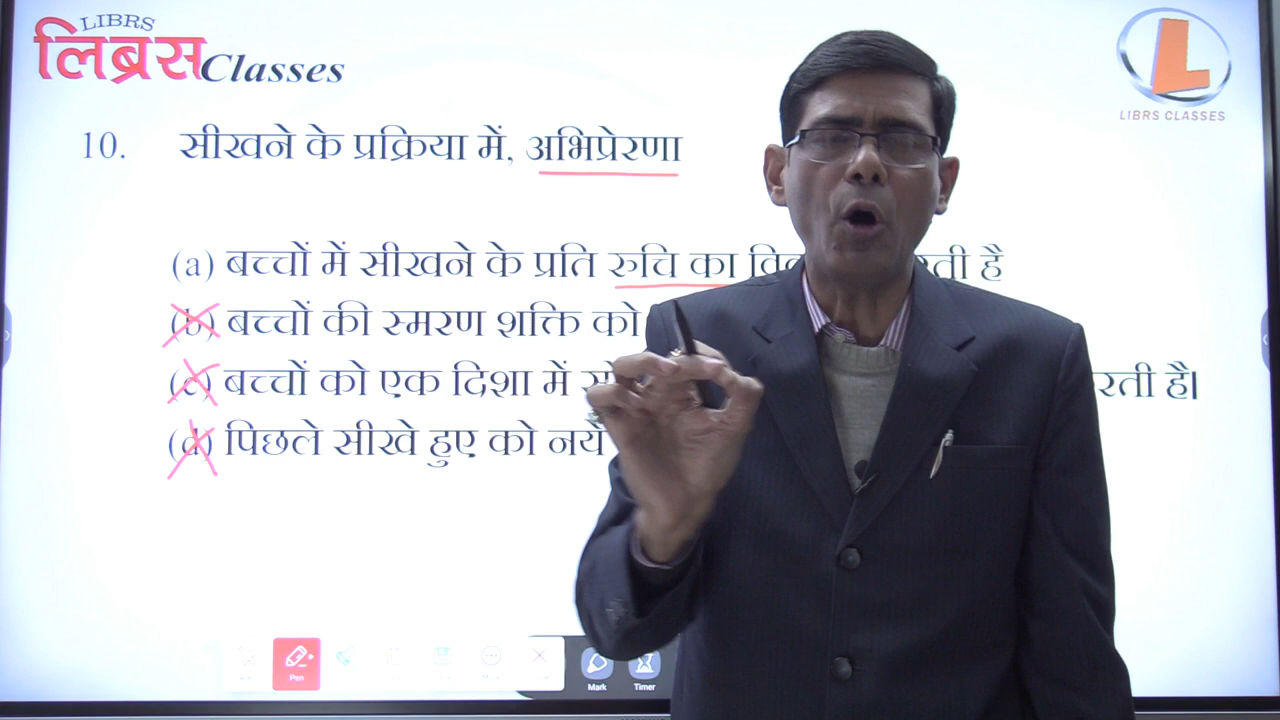 LIBRS
लिब्रस Classes
LIBRS CLASSES
10. सीखने के प्रक्रिया में, अभिप्रेरणा
(a) बच्चों में सीखने के प्रति रुचि का है
(b) बच्चों की स्मरण शक्ति को
(c) बच्चों को एक दिशा में रती है।
(d) पिछले सीखे हुए को नये
Pen
Mark
Timer